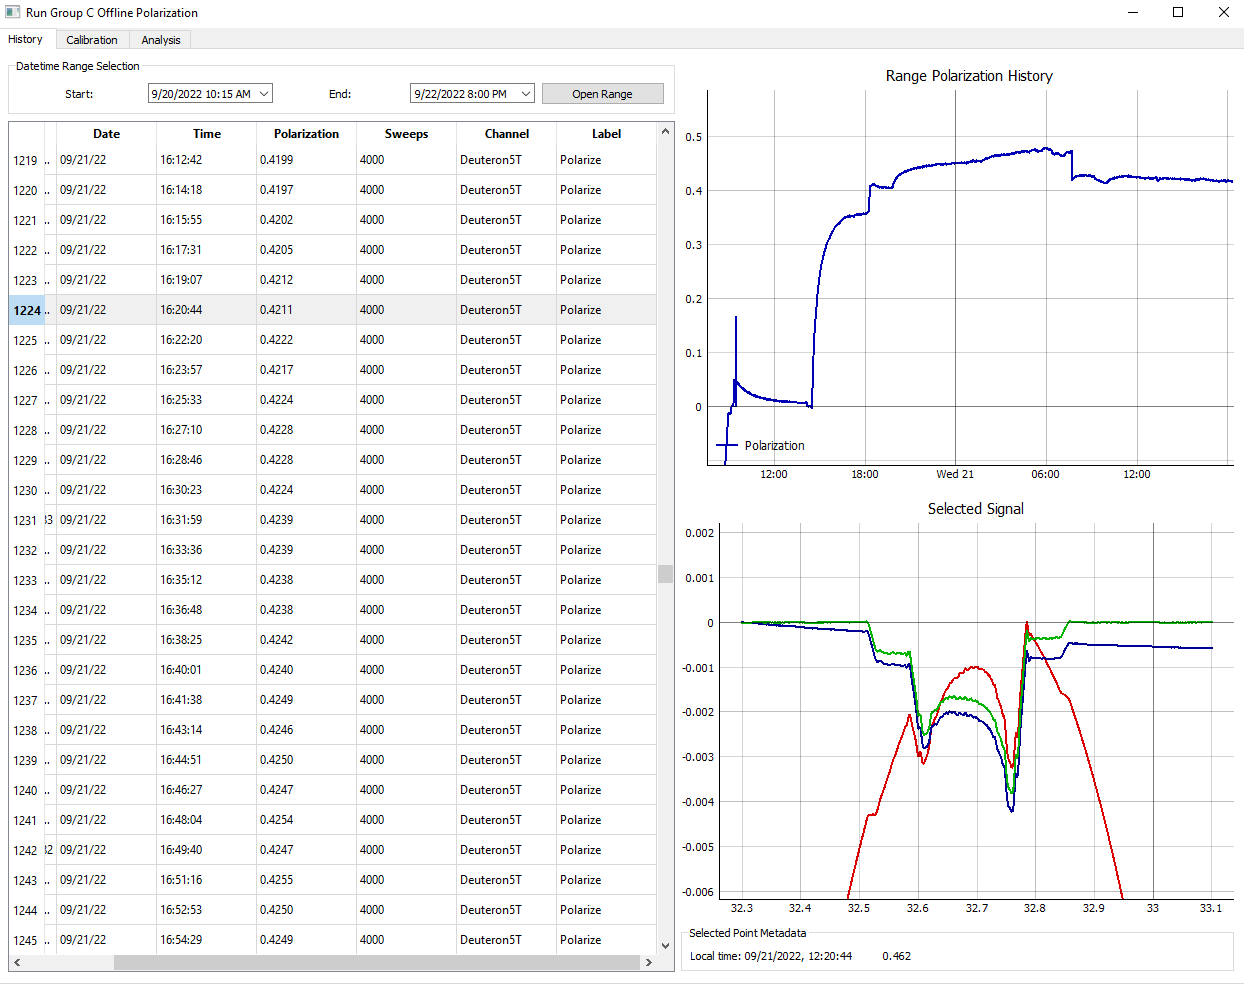 Run Group C Offline Polarization
History Calibration Analysis
Datetime Range Selection
Start: 9/20/2022 10:15 AM End: 9/22/2022 8:00 PM Open Range
Date Time Polarization Sweeps Channel Label
1219 .. 09/21/22 16:12:42 0.4199 4000 Deuteron5T Polarize
1220 .. 09/21/22 16:14:18 0.4197 4000 Deuteron5T Polarize
1221 .. 09/21/22 16:15:55 0.4202 4000 Deuteron5T Polarize
1222 .. 09/21/22 16:17:31 0.4205 4000 Deuteron5T Polarize
1223 .. 09/21/22 16:19:07 0.4212 4000 Deuteron5T Polarize
1224 .. 09/21/22 16:20:44 0.4211 4000 Deuteron5T Polarize
1225 .. 09/21/22 16:22:20 0.4222 4000 Deuteron5T Polarize
1226 .. 09/21/22 16:23:57 0.4217 4000 Deuteron5T Polarize
1227 .. 09/21/22 16:25:33 0.4224 4000 Deuteron5T Polarize
1228 .. 09/21/22 16:27:10 0.4228 4000 Deuteron5T Polarize
1229 .. 09/21/22 16:28:46 0.4228 4000 Deuteron5T Polarize
1230 .. 09/21/22 16:30:23 0.4224 4000 Deuteron5T Polarize
1231 33 09/21/22 16:31:59 0.4239 4000 Deuteron5T Polarize
1232 .. 09/21/22 16:33:36 0.4239 4000 Deuteron5T Polarize
1233 .. 09/21/22 16:35:12 0.4238 4000 Deuteron5T Polarize
1234 .. 09/21/22 16:36:48 0.4238 4000 Deuteron5T Polarize
1235 .. 09/21/22 16:38:25 0.4242 4000 Deuteron5T Polarize
1236 .. 09/21/22 16:40:01 0.4240 4000 Deuteron5T Polarize
1237 .. 09/21/22 16:41:38 0.4249 4000 Deuteron5T Polarize
1238 .. 09/21/22 16:43:14 0.4246 4000 Deuteron5T Polarize
1239 .. 09/21/22 16:44:51 0.4250 4000 Deuteron5T Polarize
1240 .. 09/21/22 16:46:27 0.4247 4000 Deuteron5T Polarize
1241 .. 09/21/22 16:48:04 0.4254 4000 Deuteron5T Polarize
1242 32 09/21/22 16:49:40 0.4247 4000 Deuteron5T Polarize
1243 .. 09/21/22 16:51:16 0.4255 4000 Deuteron5T Polarize
1244 .. 09/21/22 16:52:53 0.4250 4000 Deuteron5T Polarize
1245 .. 09/21/22 16:54:29 0.4249 4000 Deuteron5T Polarize
Range Polarization History
0.5
0.4
0.3
0.2
0.1
0
Polarization
12:00 18:00 Wed 21 06:00 12:00
Selected Signal
0.002
0.001
0
-0.001
-0.002
-0.003
-0.004
-0.005
-0.006
32.3 32.4 32.5 32.6 32.7 32.8 32.9 33 33.1
Selected Point Metadata
Local time: 09/21/2022, 12:20:44 0.462